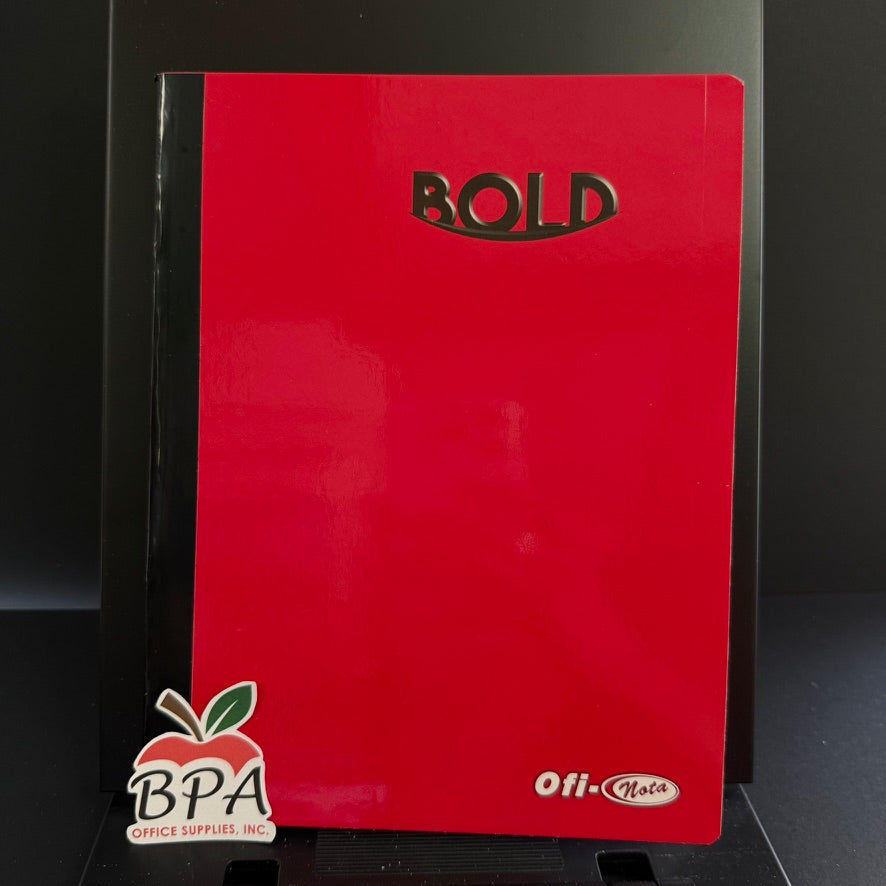 BOLD
Ofi-Nota
BPA
OFFICE SUPPLIES, INC.